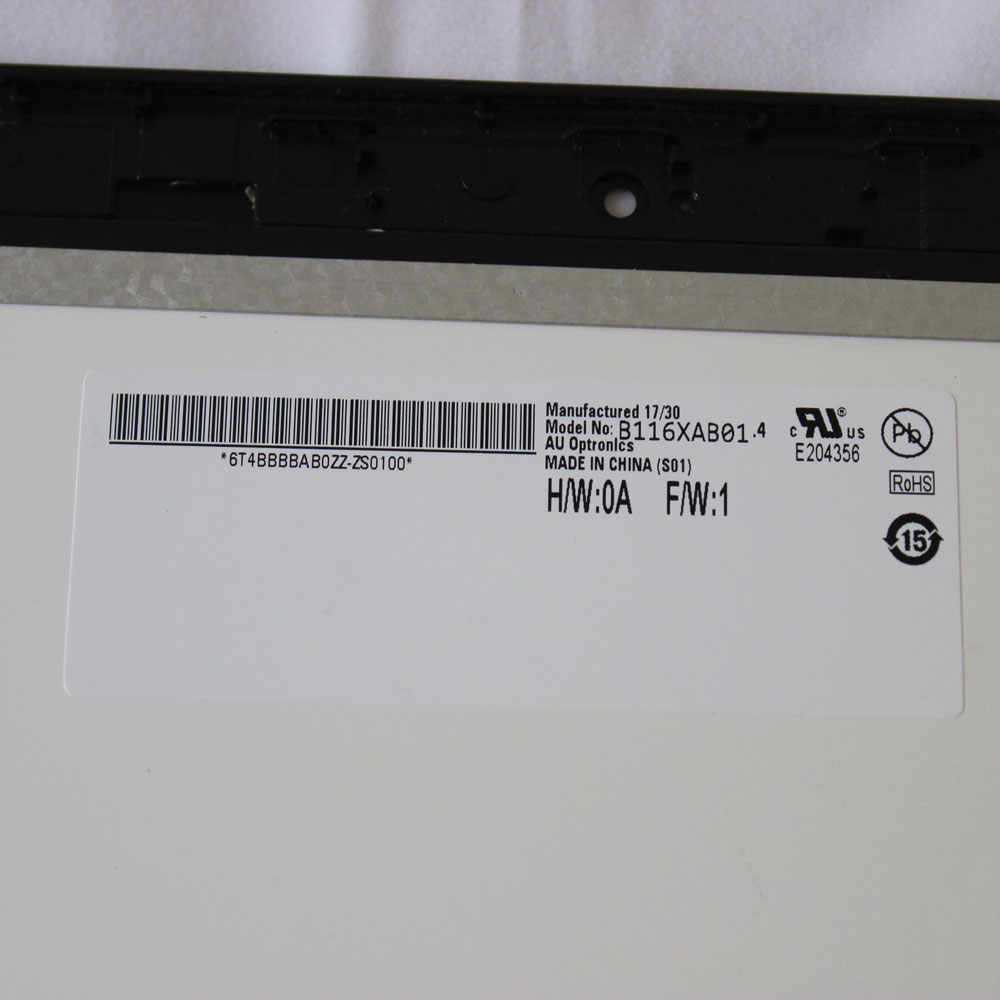 *6T4BBBBAB0ZZ-ZS0100*
Manufactured 17/30
Model No: B116XAB01.4
AU Optronics
MADE IN CHINA (S01)
H/W:0A F/W:1
c RU ® US
E204356
Pb
RoHS
15